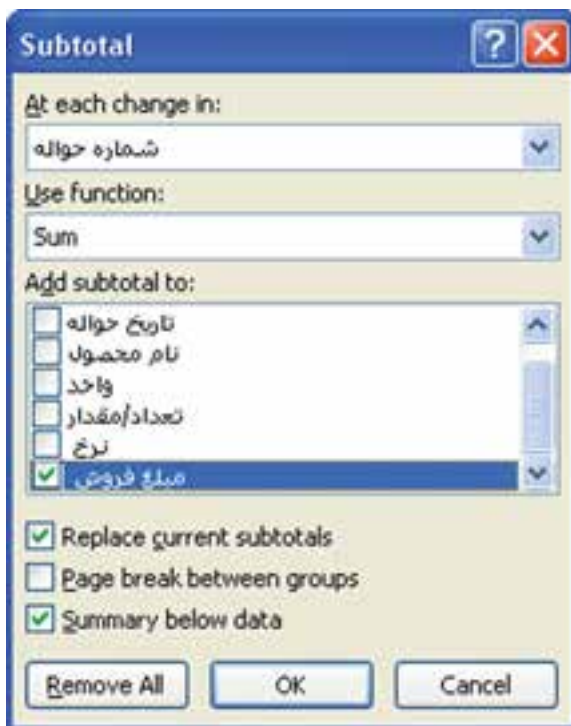 Subtotal
At each change in:
شماره حواله
Use function:
Sum
Add subtotal to:
تاریخ حواله
نام محصول
واحد
تعداد/مقدار
نرخ
مبلغ فروش
Replace current subtotals
Page break between groups
Summary below data
Remove All OK Cancel